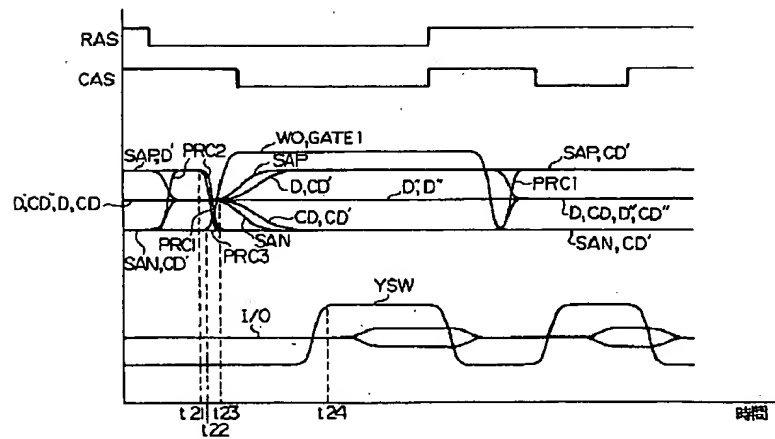 RAS
CAS
WO,GATE1
SAP,D' PRC2 SAP SAP,CD'
D,CD' PRC1
D",CD",D,CD D",D" D,CD,D",CD"
PRC1 CD,CD'
SAN,CD' PRC3 SAN SAN,CD'
YSW
I/O
t21 t23 t24 時間
t22